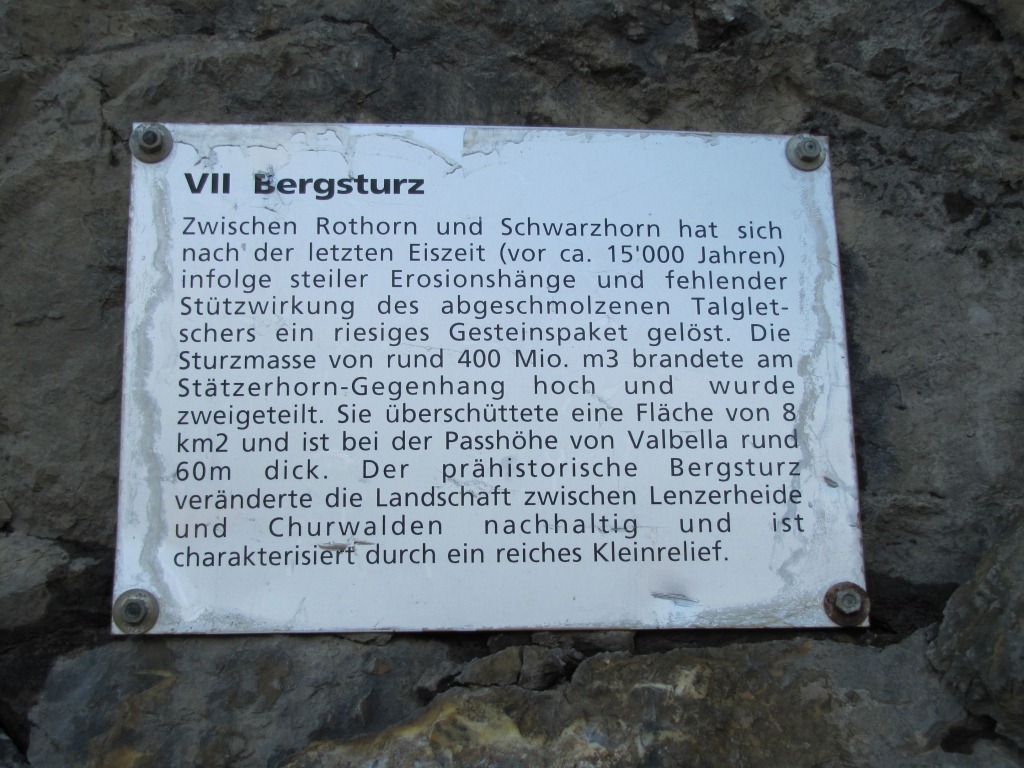 VII Bergsturz
Zwischen Rothorn und Schwarzhorn hat sich
nach der letzten Eiszeit (vor ca. 15'000 Jahren)
infolge steiler Erosionshänge und fehlender
Stützwirkung des abgeschmolzenen Talglet-
schers ein riesiges Gesteinspaket gelöst. Die
Sturzmasse von rund 400 Mio. m3 brandete am
Stätzerhorn-Gegenhang hoch und wurde
zweigeteilt. Sie überschüttete eine Fläche von 8
km2 und ist bei der Passhöhe von Valbella rund
60m dick. Der prähistorische Bergsturz
veränderte die Landschaft zwischen Lenzerheide
und Churwalden nachhaltig und ist
charakterisiert durch ein reiches Kleinrelief.